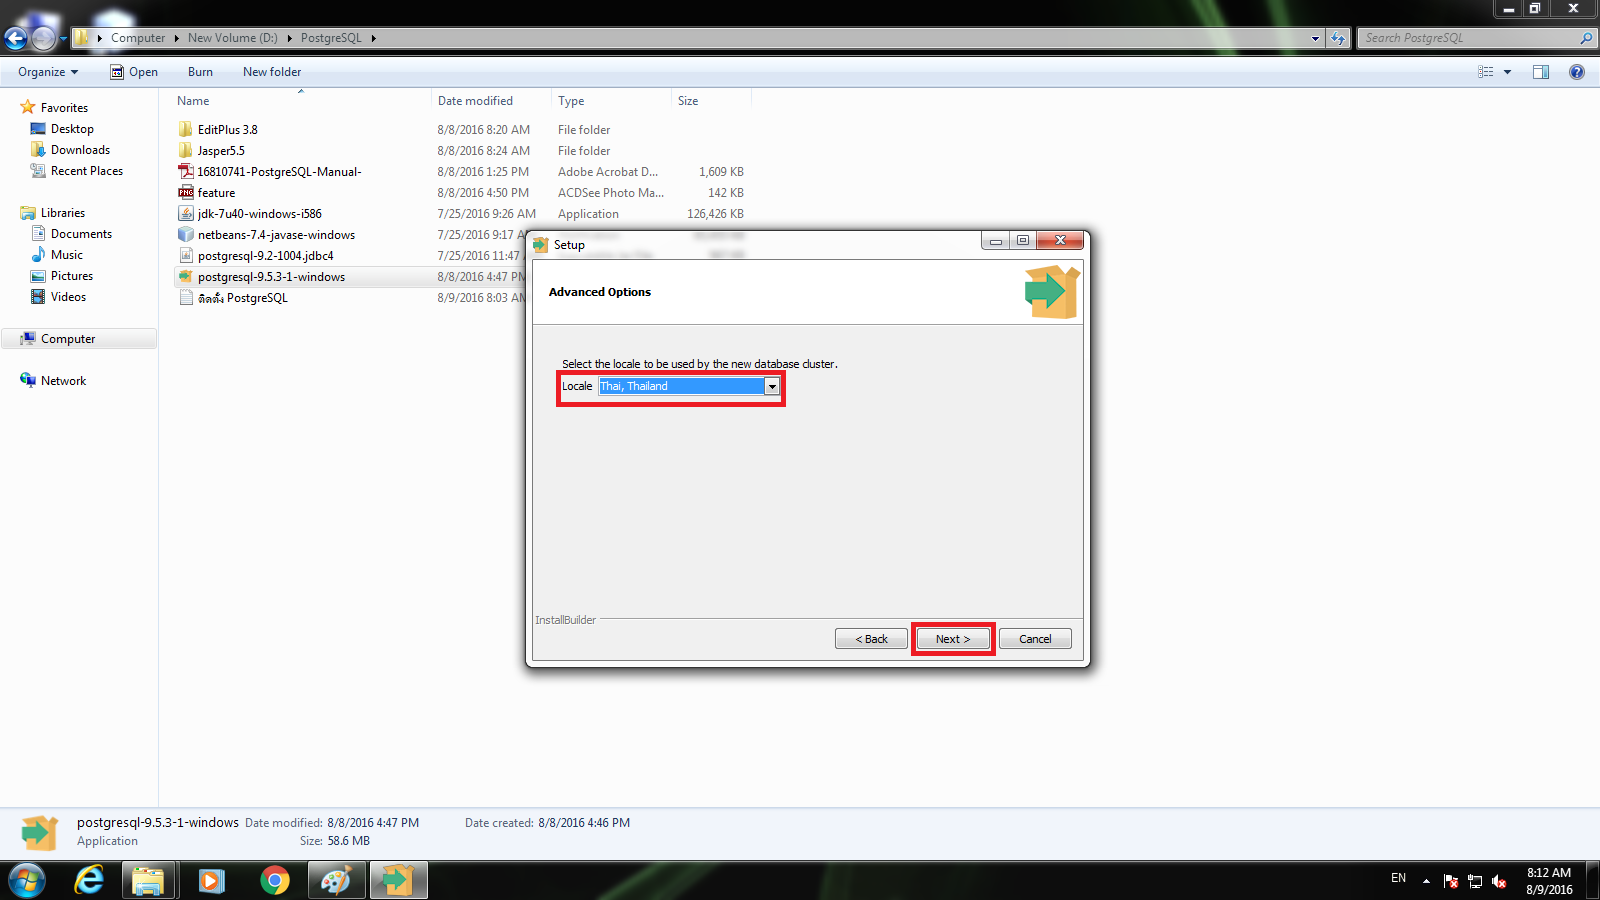 Computer New Volume (D:) PostgreSQL
Search PostgreSQL
Organize Open Burn New folder
Name Date modified Type Size
Favorites
Desktop
Downloads
Recent Places
Libraries
Documents
Music
Pictures
Videos
Computer
Network
EditPlus 3.8 8/8/2016 8:20 AM File folder
Jasper5.5 8/8/2016 8:24 AM File folder
16810741-PostgreSQL-Manual- 8/8/2016 1:25 PM Adobe Acrobat D... 1,609 KB
feature 8/8/2016 4:50 PM ACDSee Photo Ma... 142 KB
jdk-7u40-windows-i586 7/25/2016 9:26 AM Application 126,426 KB
netbeans-7.4-javase-windows 7/25/2016 9:17 A
postgresql-9.2-1004.jdbc4 7/25/2016 11:47
postgresql-9.5.3-1-windows 8/8/2016 4:47 PM
ติดตั้ง PostgreSQL 8/9/2016 8:03 AM
Setup
Advanced Options
Select the locale to be used by the new database cluster.
Locale Thai, Thailand
InstallBuilder
< Back Next > Cancel
postgresql-9.5.3-1-windows Date modified: 8/8/2016 4:47 PM Date created: 8/8/2016 4:46 PM
Application Size: 58.6 MB
EN
8:12 AM
8/9/2016